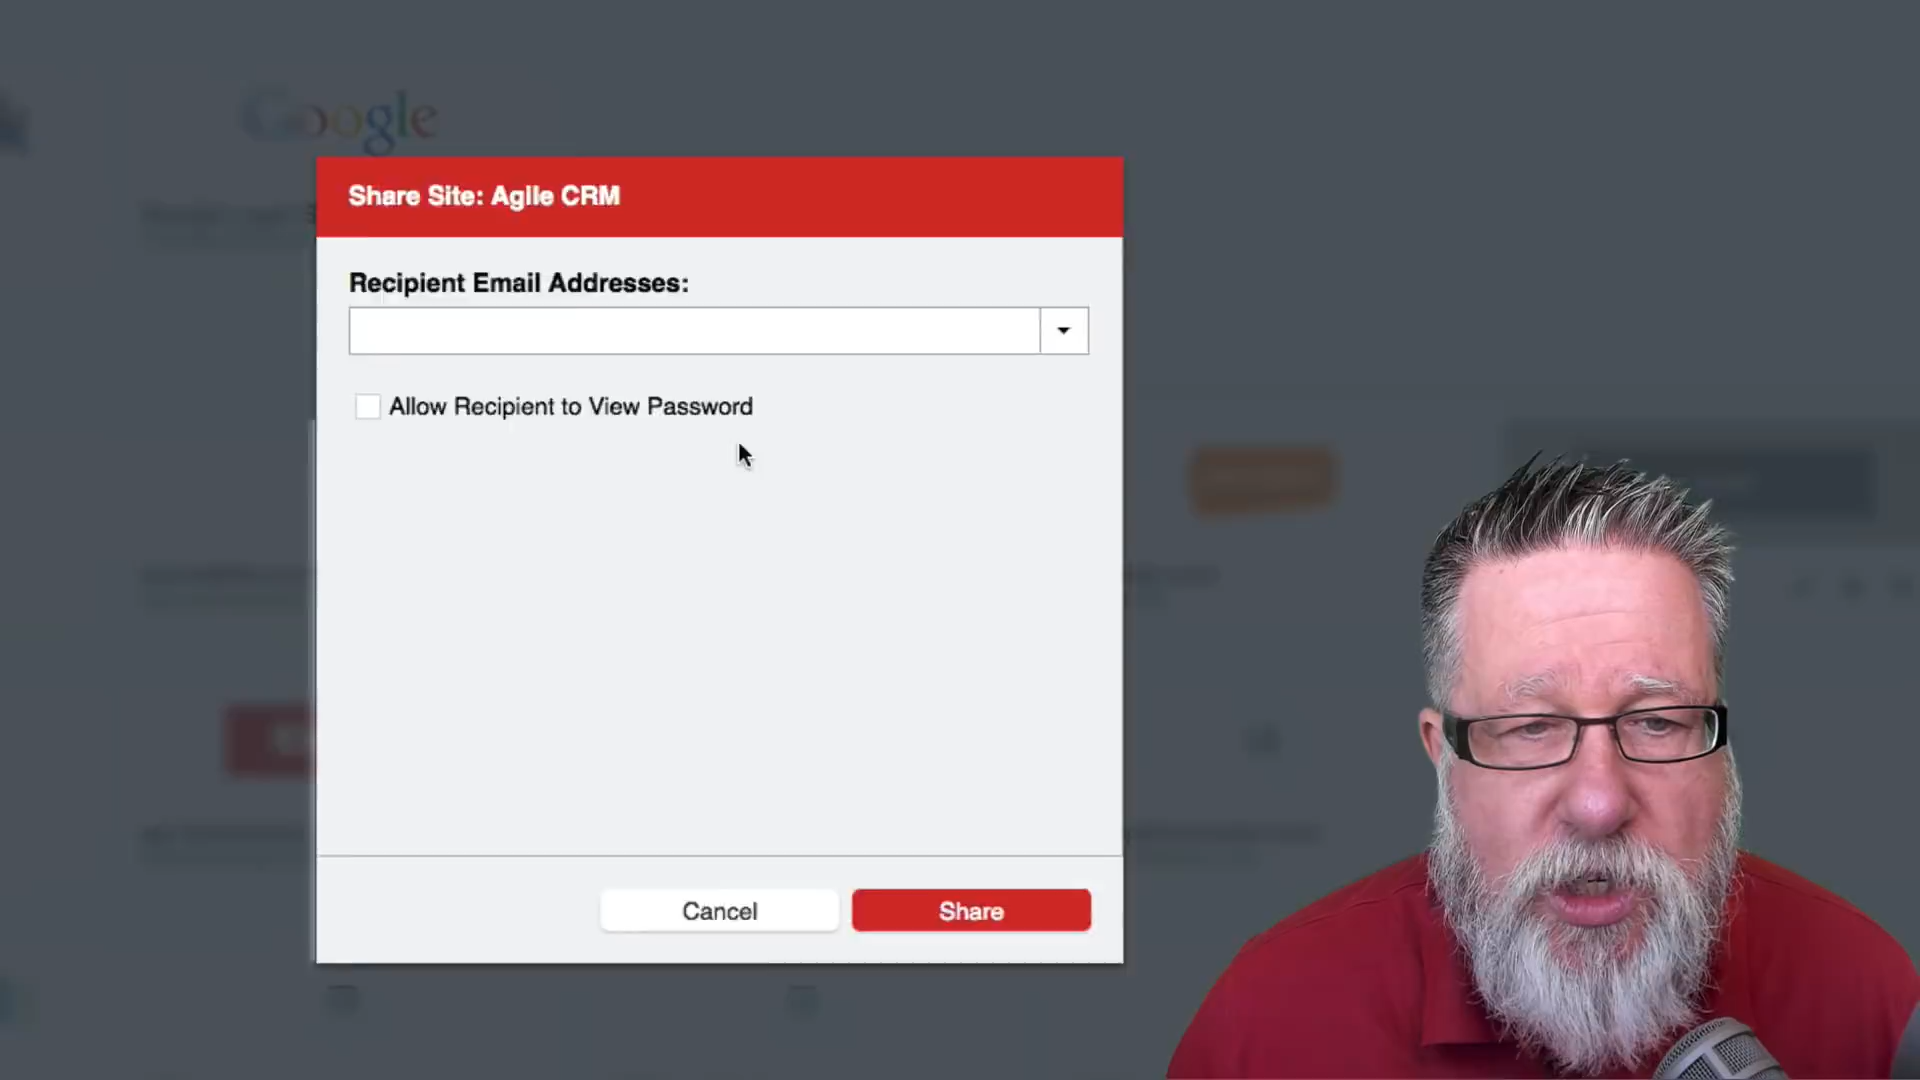 Google
Share Site: Agile CRM
Recipient Email Addresses:
Allow Recipient to View Password
Cancel
Share